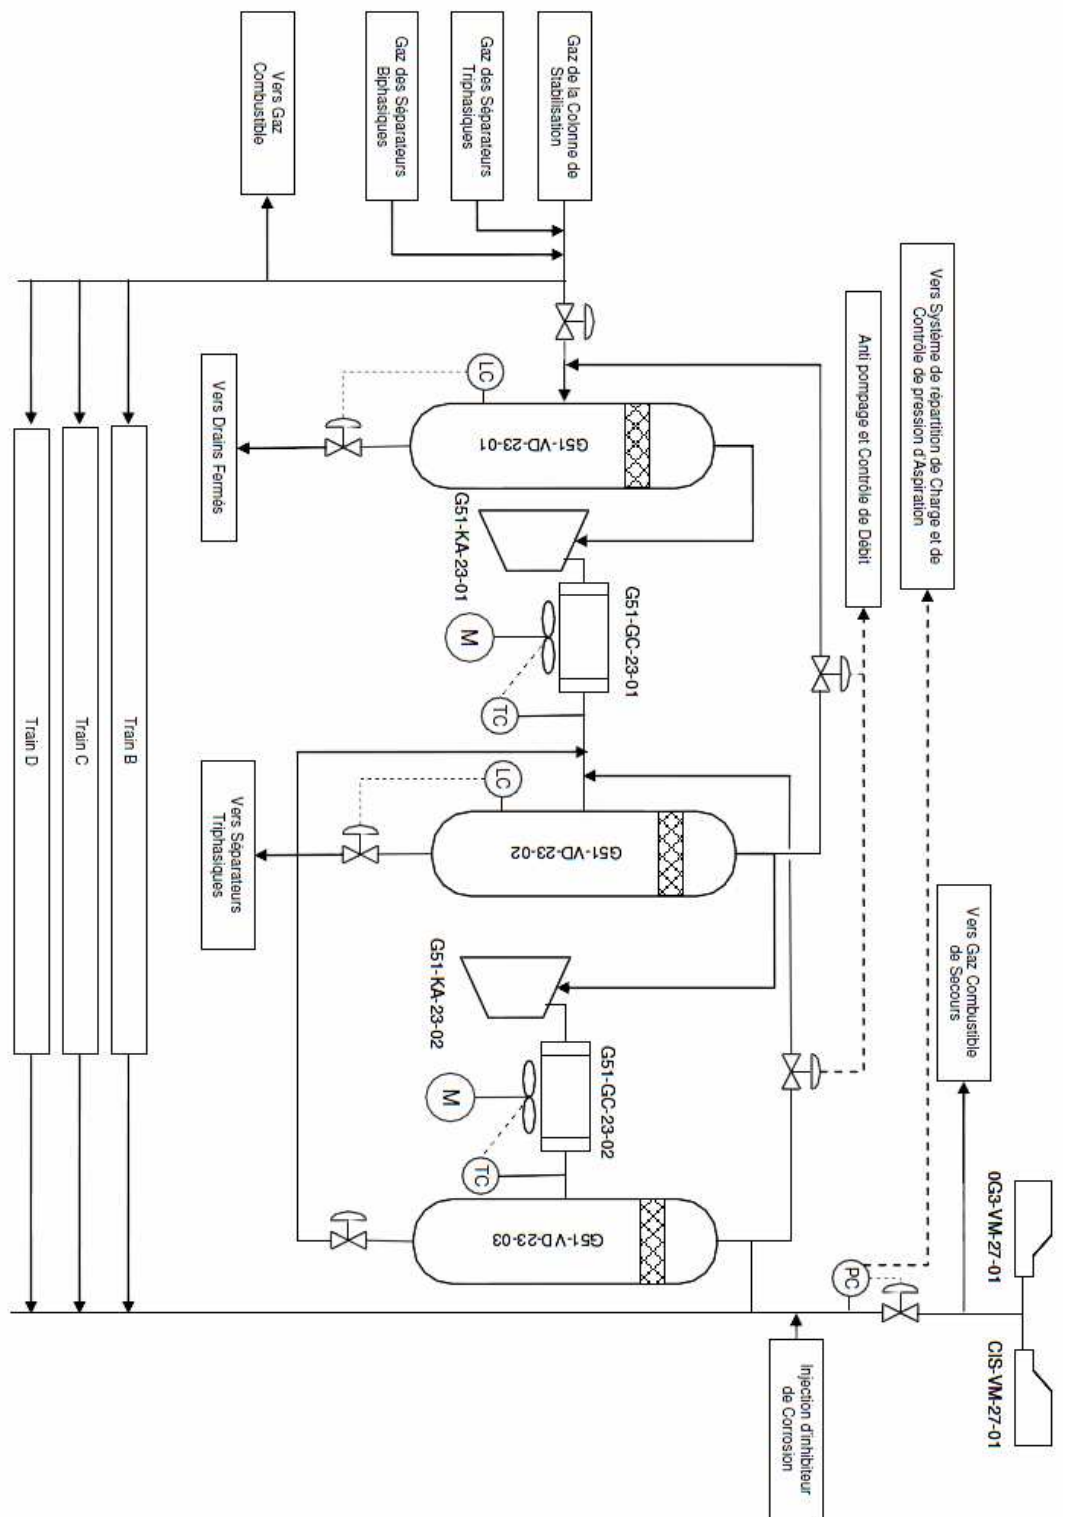 Gaz de la Colonne de
Stabilisation
Gaz des Séparateurs
Triphasiques
Gaz des Séparateurs
Biphasiques
Vers Gaz
Combustible
Vers Système de répartition de Charge et de
Contrôle de pression d'Aspiration
Anti pompage et Contrôle de Débit
LC
G51-VD-23-01
Vers Drains Fermés
G51-KA-23-01
G51-GC-23-01
M
TC
LC
G51-VD-23-02
Vers Séparateurs
Triphasiques
G51-KA-23-02
G51-GC-23-02
M
TC
G51-VD-23-03
Vers Gaz Combustible
de Secours
0G3-VM-27-01
CIS-VM-27-01
PC
Injection d'inhibiteur
de Corrosion
Train B
Train C
Train D